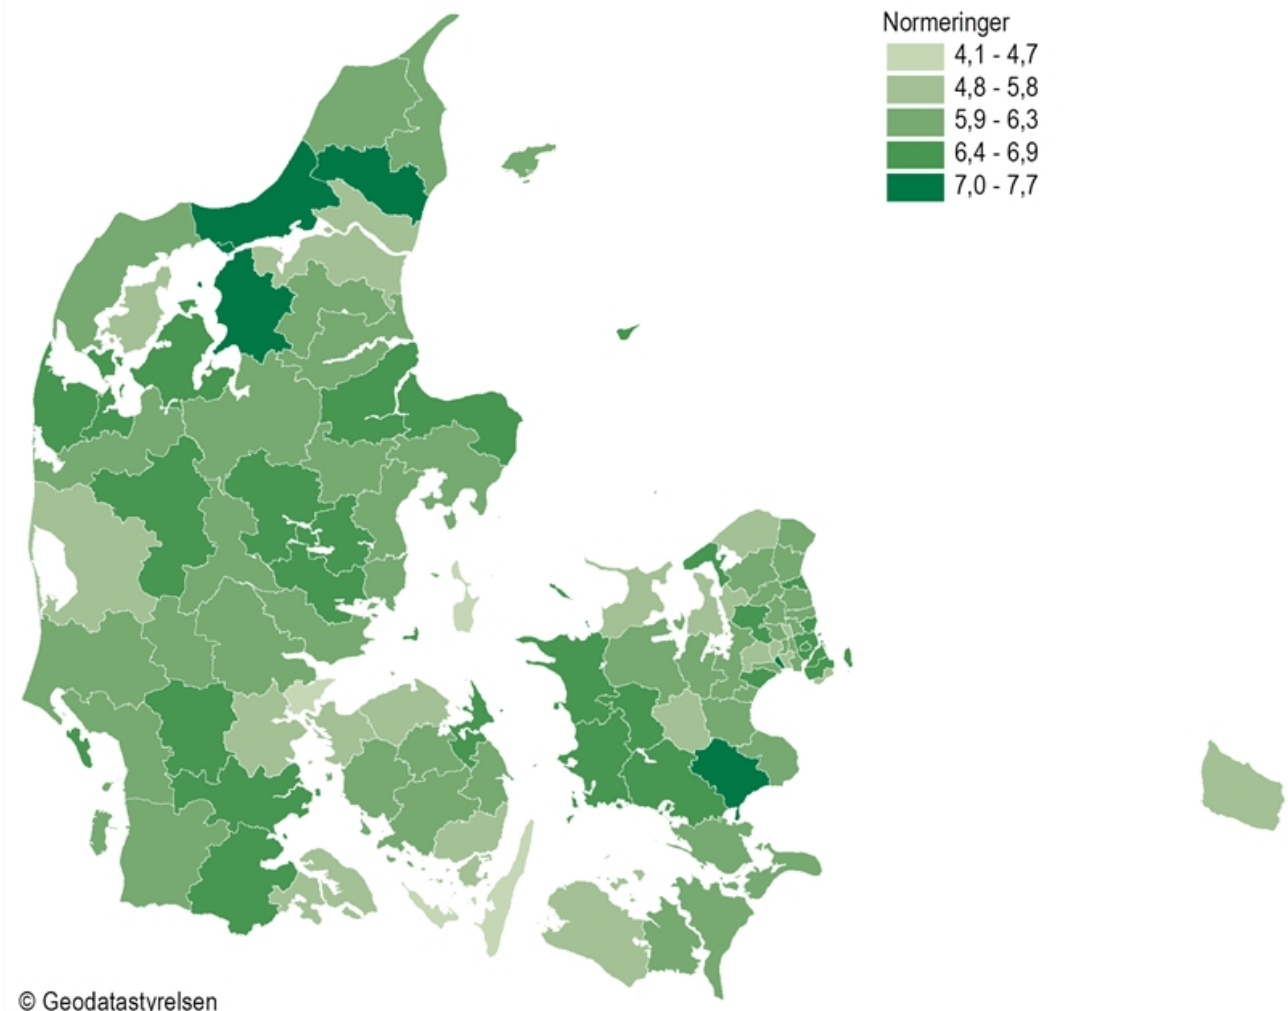 Normeringer
4,1 - 4,7
4,8 - 5,8
5,9 - 6,3
6,4 - 6,9
7,0 - 7,7
© Geodatastyrelsen